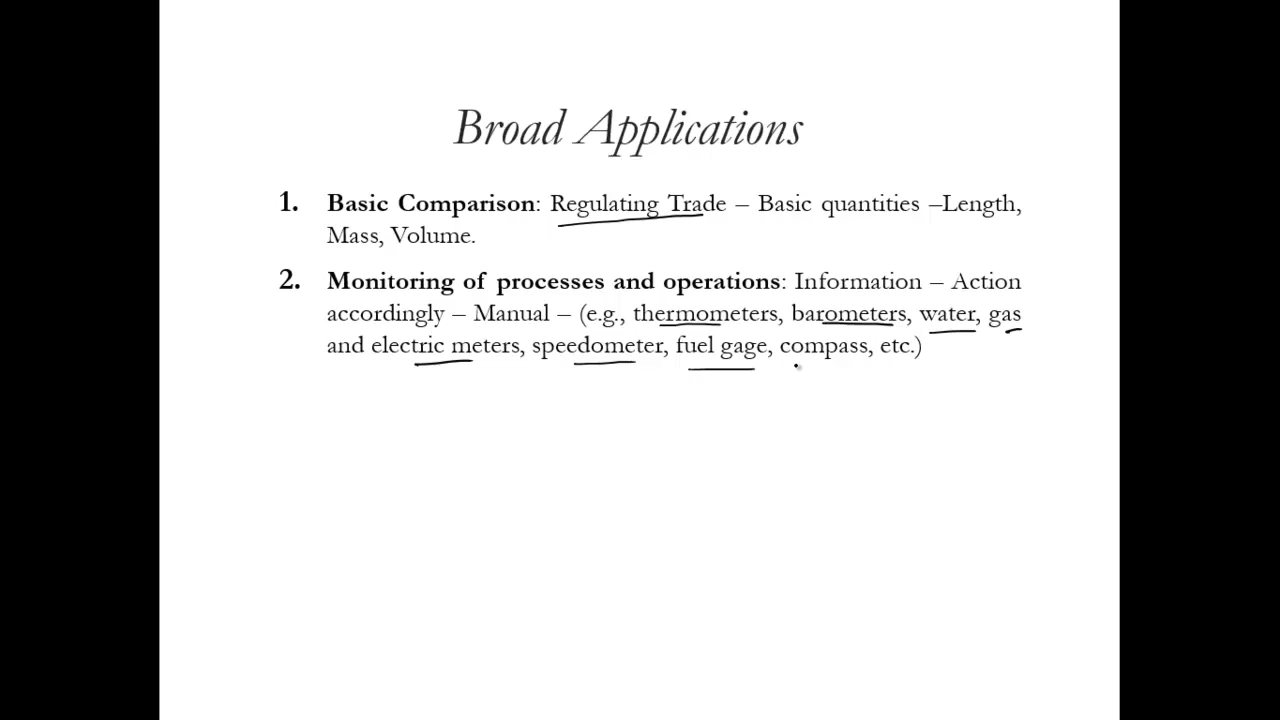 Broad Applications
1. Basic Comparison: Regulating Trade – Basic quantities –Length,
Mass, Volume.
2. Monitoring of processes and operations: Information – Action
accordingly – Manual – (e.g., thermometers, barometers, water, gas
and electric meters, speedometer, fuel gage, compass, etc.)